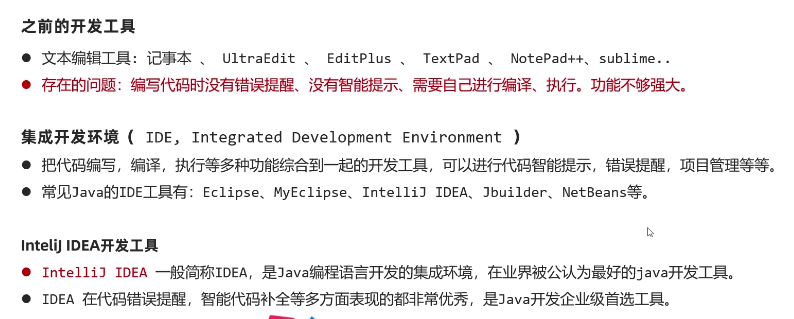 之前的开发工具
● 文本编辑工具：记事本 、 UltraEdit 、 EditPlus 、 TextPad 、 NotePad++、sublime..
● 存在的问题：编写代码时没有错误提醒、没有智能提示、需要自己进行编译、执行。功能不够强大。
集成开发环境（ IDE, Integrated Development Environment ）
● 把代码编写，编译，执行等多种功能综合到一起的开发工具，可以进行代码智能提示，错误提醒，项目管理等等。
● 常见Java的IDE工具有：Eclipse、MyEclipse、IntelliJ IDEA、Jbuilder、NetBeans等。
InteliJ IDEA开发工具
● IntelliJ IDEA 一般简称IDEA，是Java编程语言开发的集成环境，在业界被公认为最好的java开发工具。
● IDEA 在代码错误提醒，智能代码补全等多方面表现的都非常优秀，是Java开发企业级首选工具。